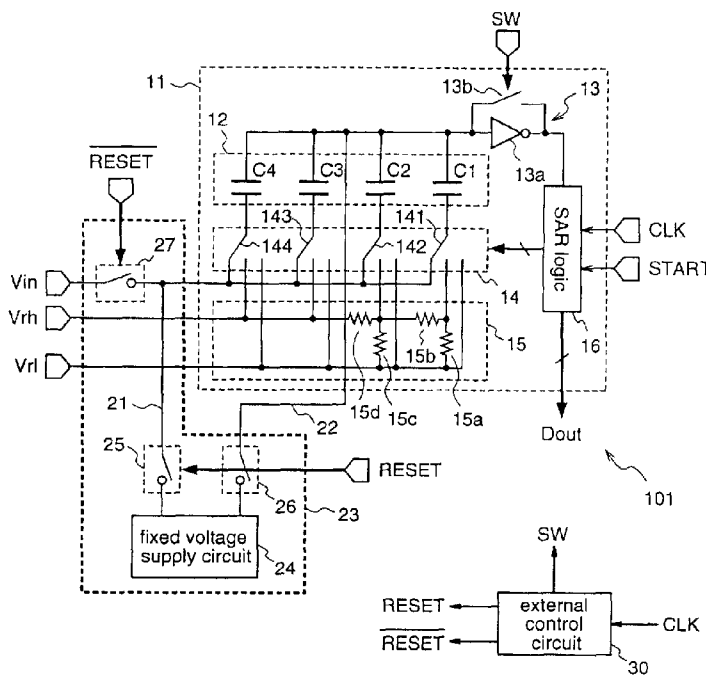 SW
11
13b
13
12
RESET
C4
C3
C2
C1
13a
143
141
27
144
142
SAR logic
CLK
START
Vin
14
Vrh
15
16
15b
Vrl
15d
15c
15a
21
22
Dout
25
RESET
26
23
101
fixed voltage
supply circuit
24
SW
RESET
RESET
external
control
circuit
CLK
30